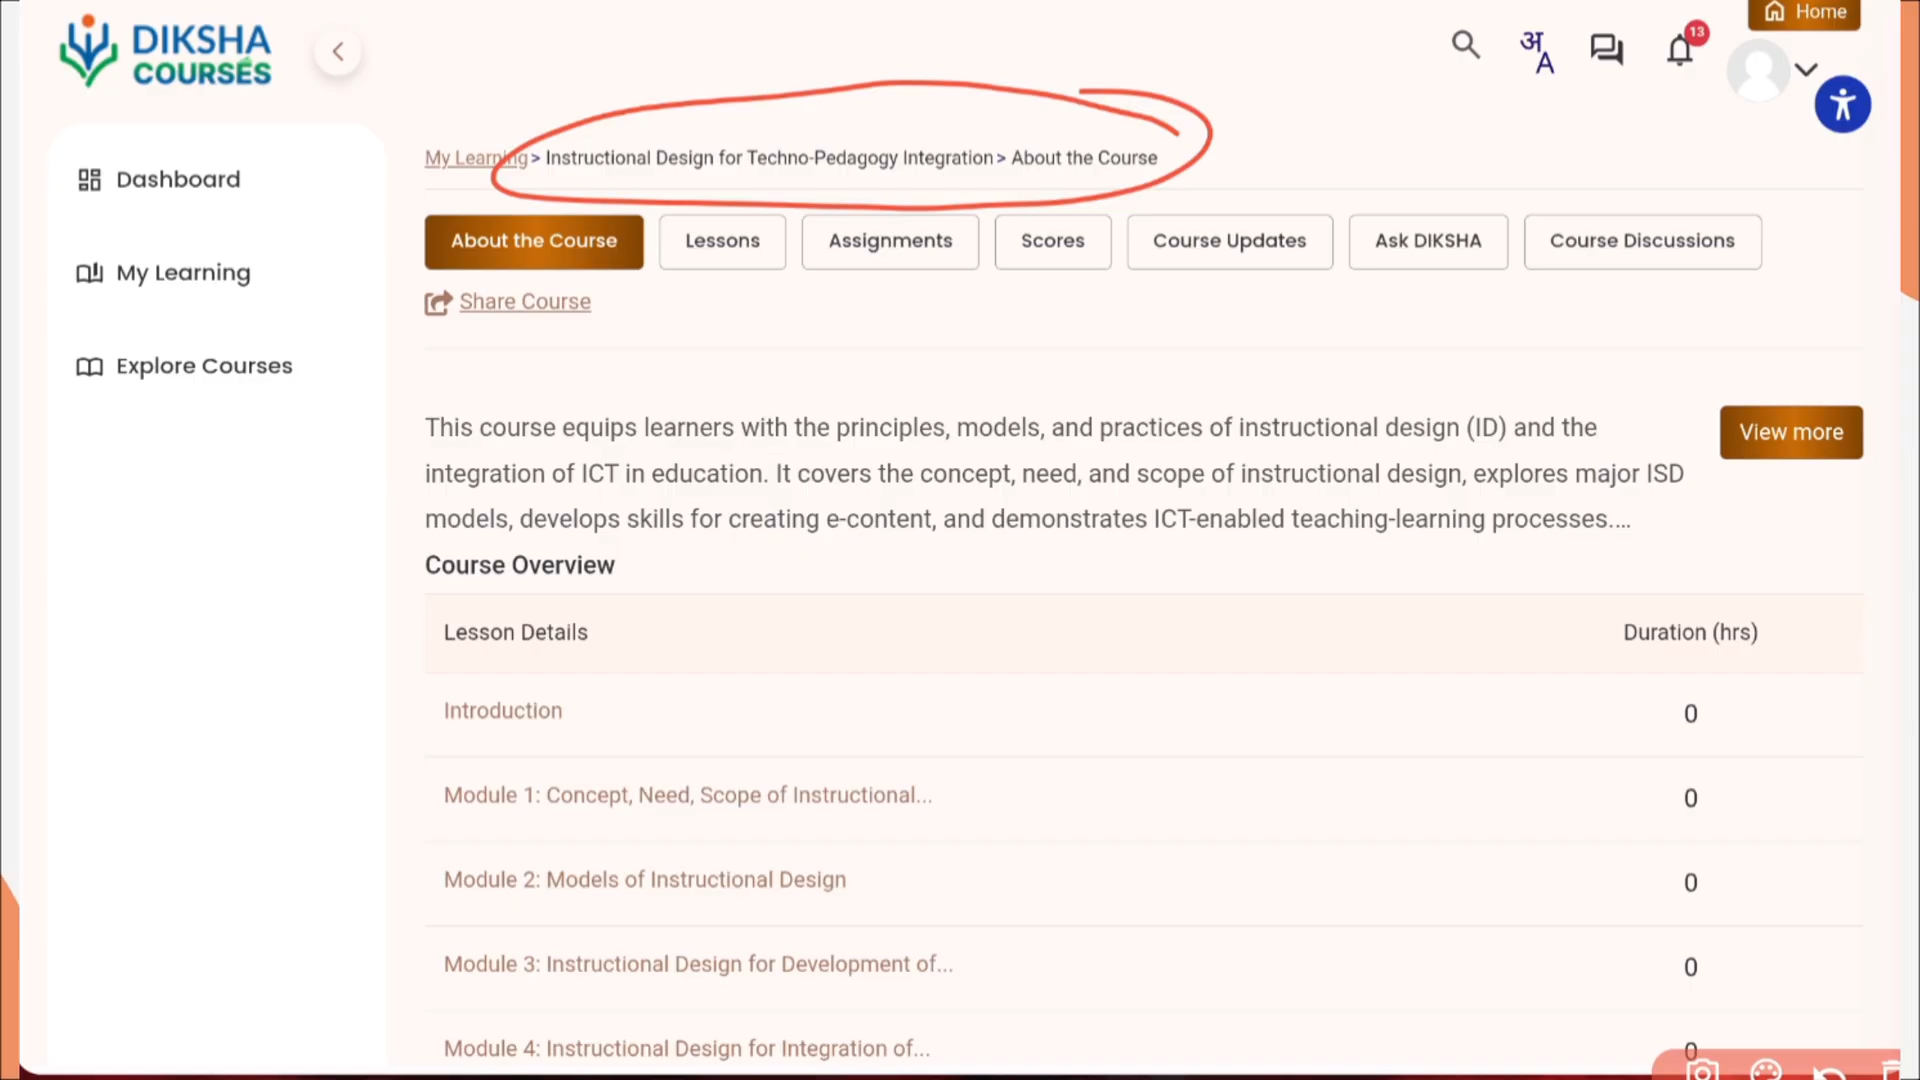 DIKSHA
COURSES
Home
अ
A
13
Dashboard
My Learning
Explore Courses
My Learning > Instructional Design for Techno-Pedagogy Integration > About the Course
About the Course
Lessons
Assignments
Scores
Course Updates
Ask DIKSHA
Course Discussions
Share Course
This course equips learners with the principles, models, and practices of instructional design (ID) and the
integration of ICT in education. It covers the concept, need, and scope of instructional design, explores major ISD
models, develops skills for creating e-content, and demonstrates ICT-enabled teaching-learning processes....
View more
Course Overview
Lesson Details
Duration (hrs)
Introduction
0
Module 1: Concept, Need, Scope of Instructional...
0
Module 2: Models of Instructional Design
0
Module 3: Instructional Design for Development of...
0
Module 4: Instructional Design for Integration of...
0